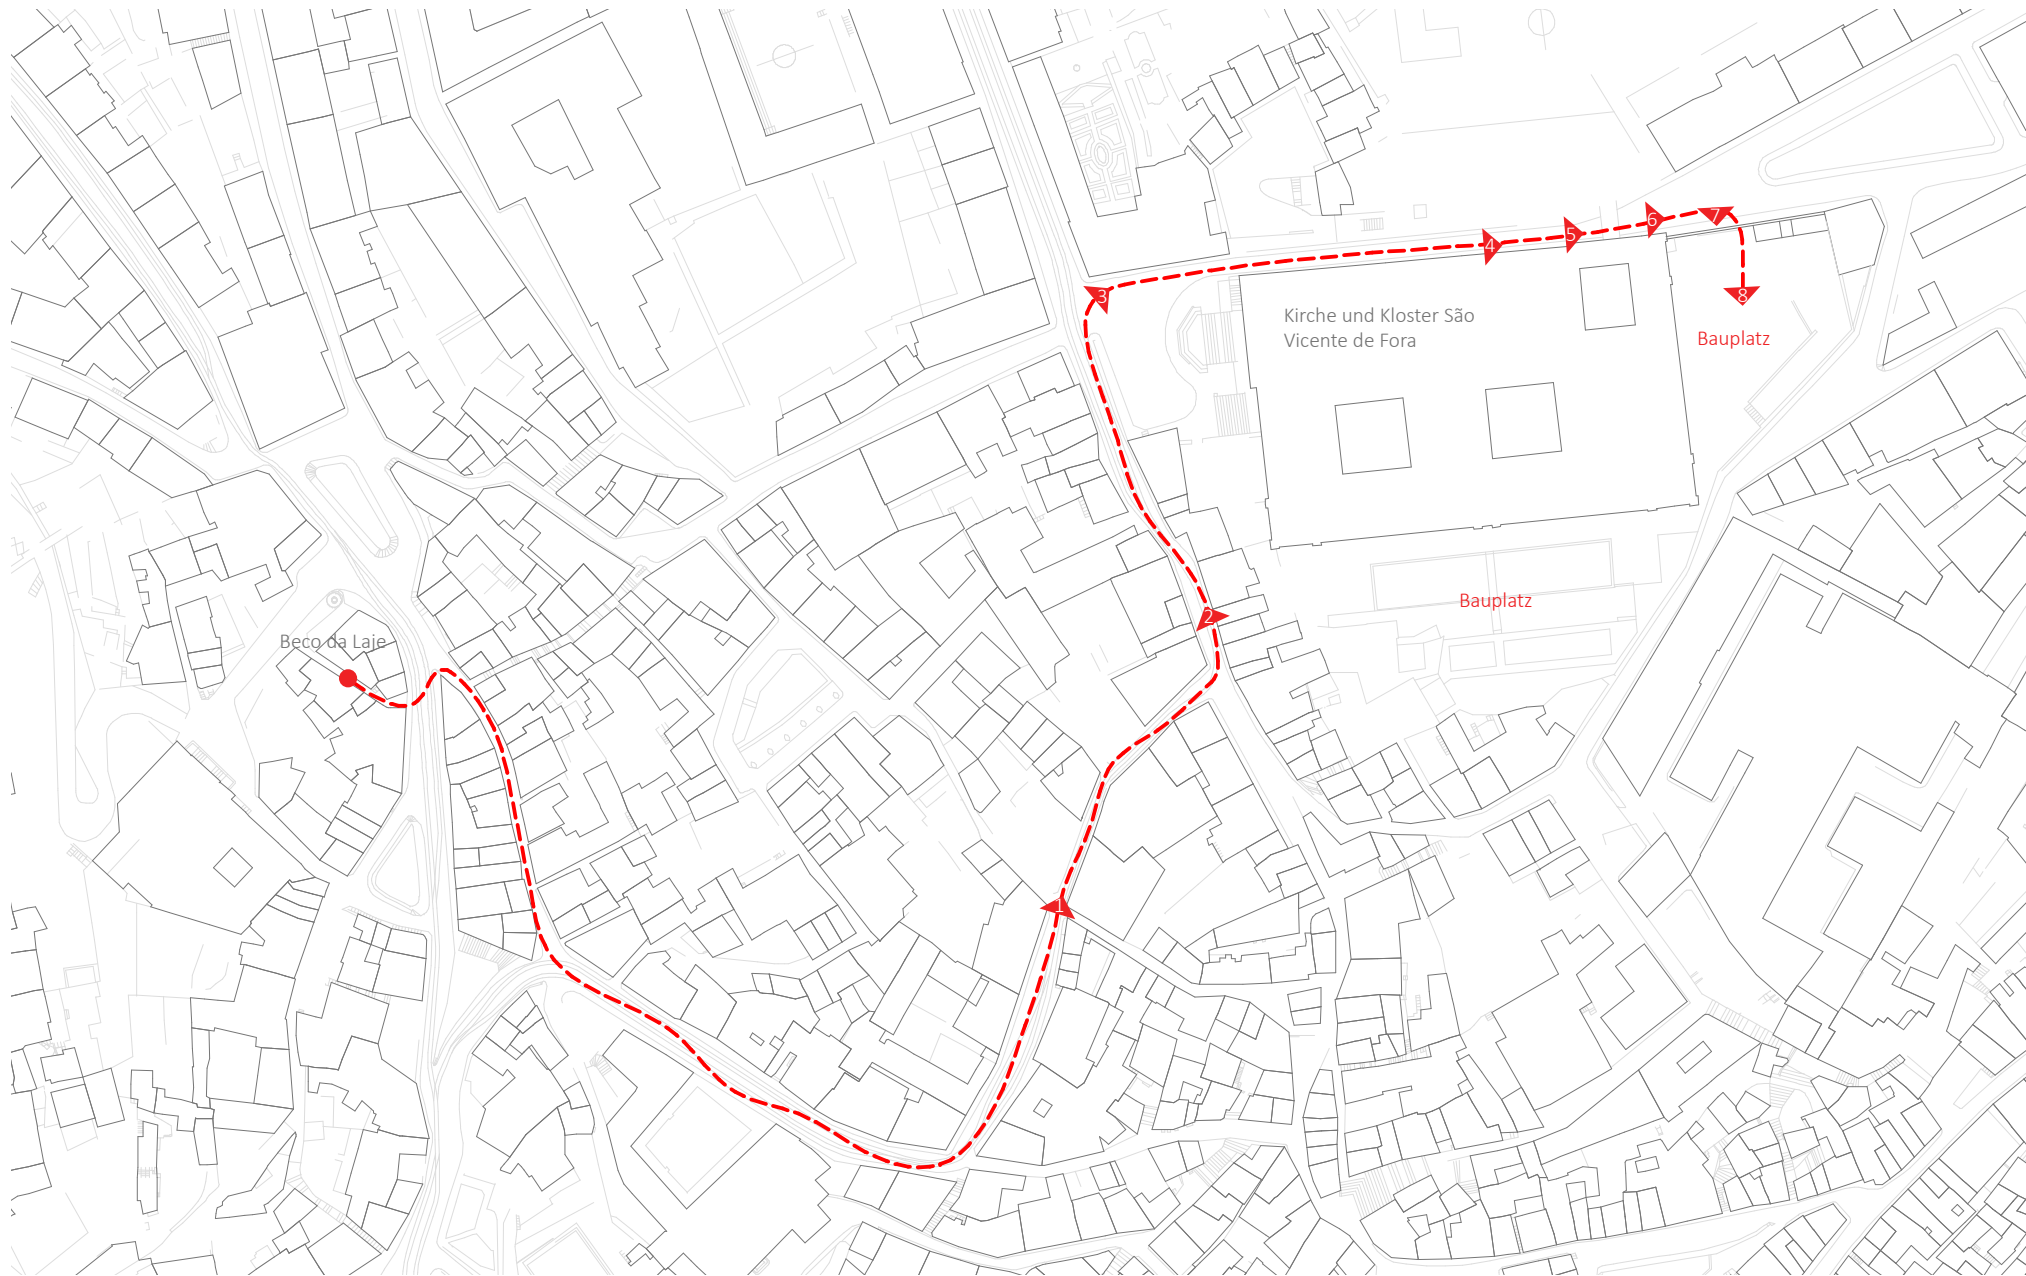 7
6
5
4
8
3
Kirche und Kloster São
Vicente de Fora
Bauplatz
Bauplatz
2
Beco da Laje
1